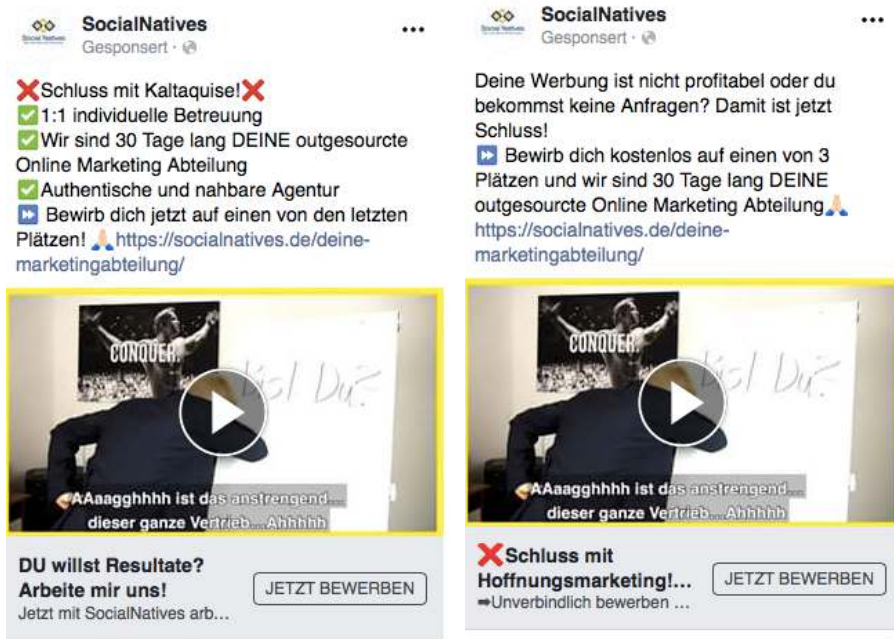 SocialNatives
Gesponsert ·
❌Schluss mit Kaltaquise!❌
✅1:1 individuelle Betreuung
✅Wir sind 30 Tage lang DEINE outgesourcte
Online Marketing Abteilung
✅Authentische und nahbare Agentur
⏩ Bewirb dich jetzt auf einen von den letzten
Plätzen! 🙏🏻https://socialnatives.de/deine-
marketingabteilung/
CONQUER.
bist Du?
AAaagghhhh ist das anstrengend...
dieser ganze Vertrieb...Ahhhhh
DU willst Resultate?
Arbeite mir uns!
Jetzt mit SocialNatives arb...
JETZT BEWERBEN
SocialNatives
Gesponsert ·
Deine Werbung ist nicht profitabel oder du
bekommst keine Anfragen? Damit ist jetzt
Schluss!
⏩ Bewirb dich kostenlos auf einen von 3
Plätzen und wir sind 30 Tage lang DEINE
outgesourcte Online Marketing Abteilung🙏🏻
https://socialnatives.de/deine-
marketingabteilung/
CONQUER.
bist Du?
AAaagghhhh ist das anstrengend...
dieser ganze Vertrieb...Ahhhhh
❌Schluss mit
Hoffnungsmarketing!...
➡Unverbindlich bewerben ...
JETZT BEWERBEN